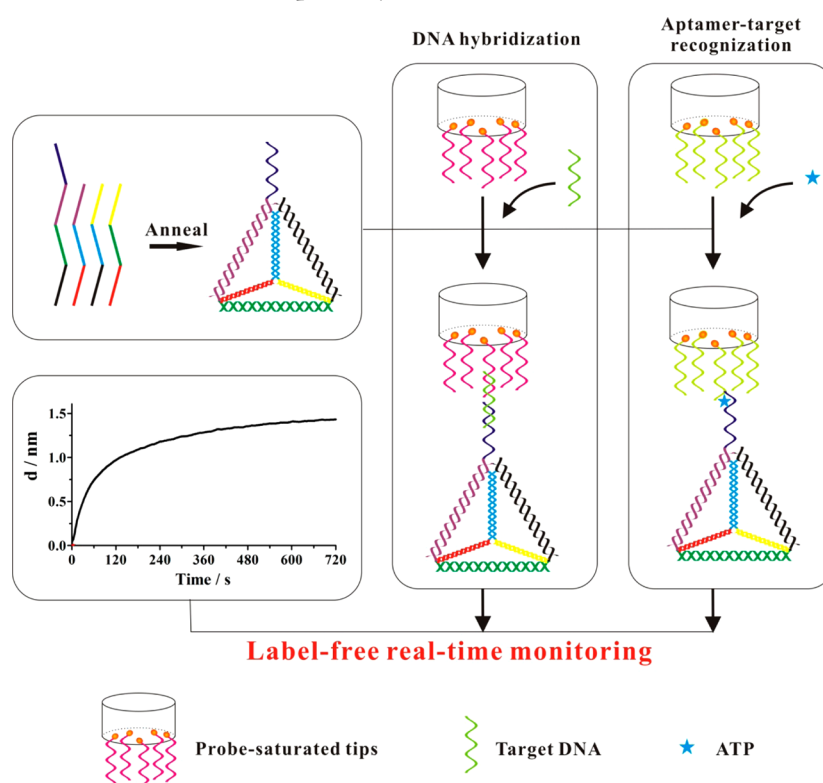 DNA hybridization
Aptamer-target
recognization
Anneal
d / nm
1.5
1.0
0.5
0.0
0 120 240 360 480 600 720
Time / s
Label-free real-time monitoring
Probe-saturated tips
Target DNA
ATP